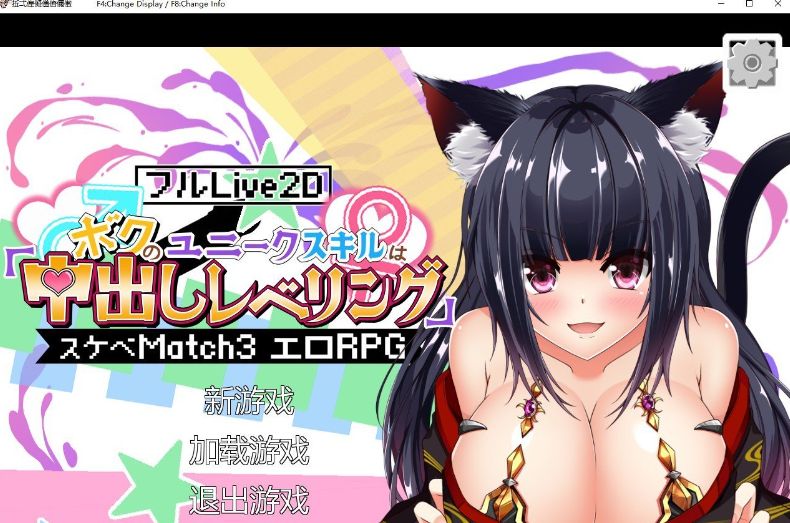 F4:Change Display / F8:Change Info
フルLive2D
「ボクのユニークスキルは
中出しレベリング」
スケベMatch3 エロRPG
新游戏
加载游戏
退出游戏